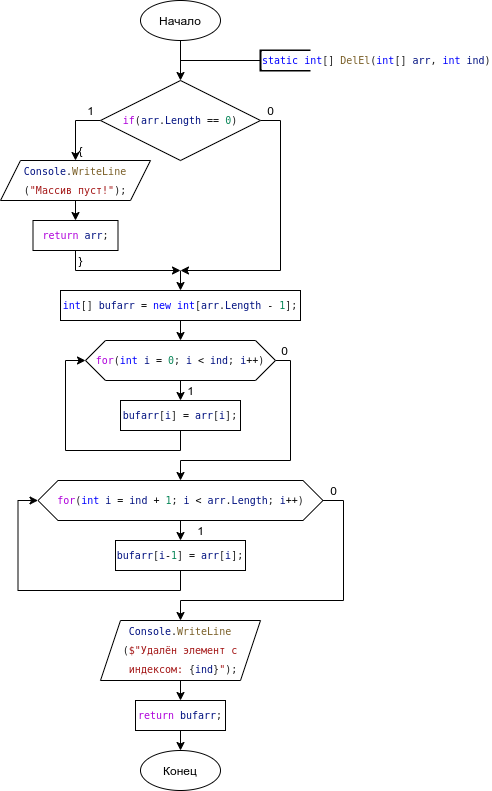 Начало
static int[] DelEl(int[] arr, int ind)
1
0
if(arr.Length == 0)
{
Console.WriteLine
("Массив пуст!");
return arr;
}
int[] bufarr = new int[arr.Length - 1];
0
for(int i = 0; i < ind; i++)
1
bufarr[i] = arr[i];
0
for(int i = ind + 1; i < arr.Length; i++)
1
bufarr[i-1] = arr[i];
Console.WriteLine
($"Удалён элемент с
индексом: {ind}");
return bufarr;
Конец